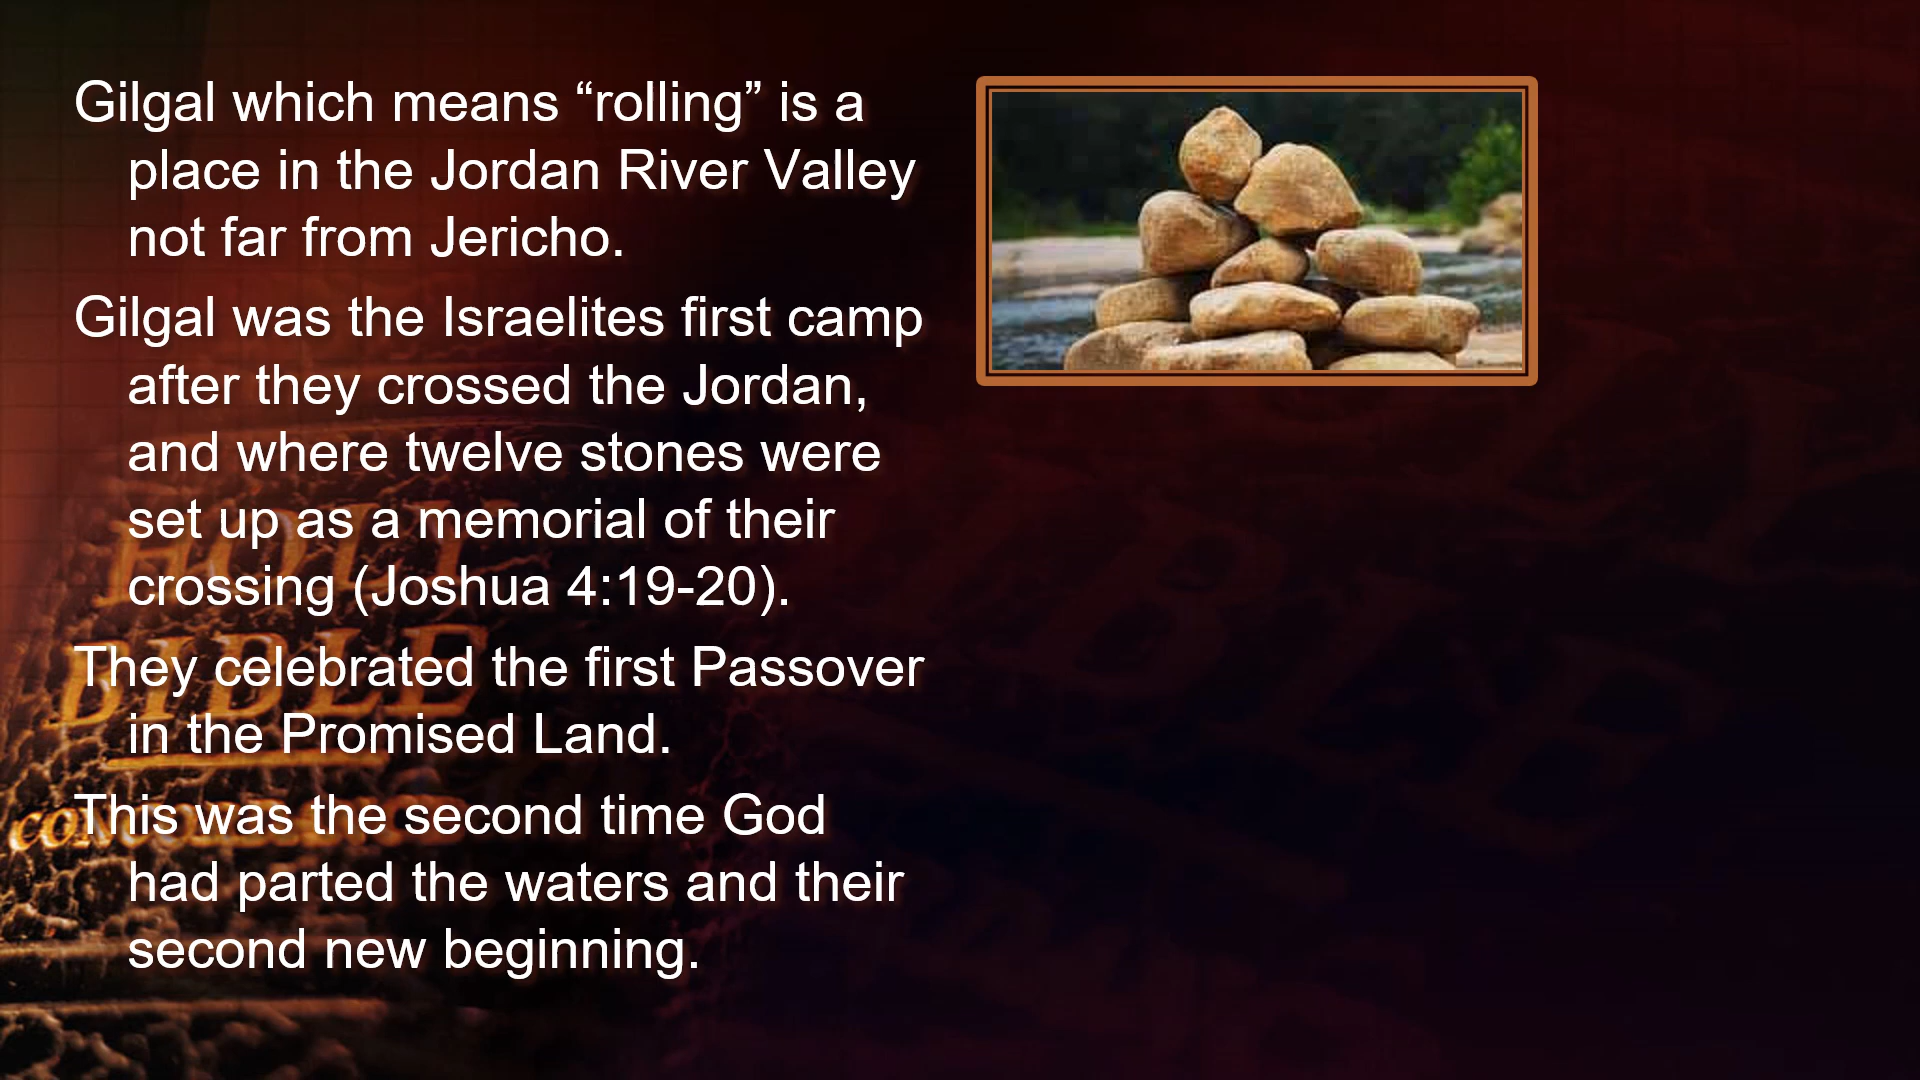 Gilgal which means “rolling” is a
place in the Jordan River Valley
not far from Jericho.
Gilgal was the Israelites first camp
after they crossed the Jordan,
and where twelve stones were
set up as a memorial of their
crossing (Joshua 4:19-20).
They celebrated the first Passover
in the Promised Land.
This was the second time God
had parted the waters and their
second new beginning.
HOLY
BIBLE